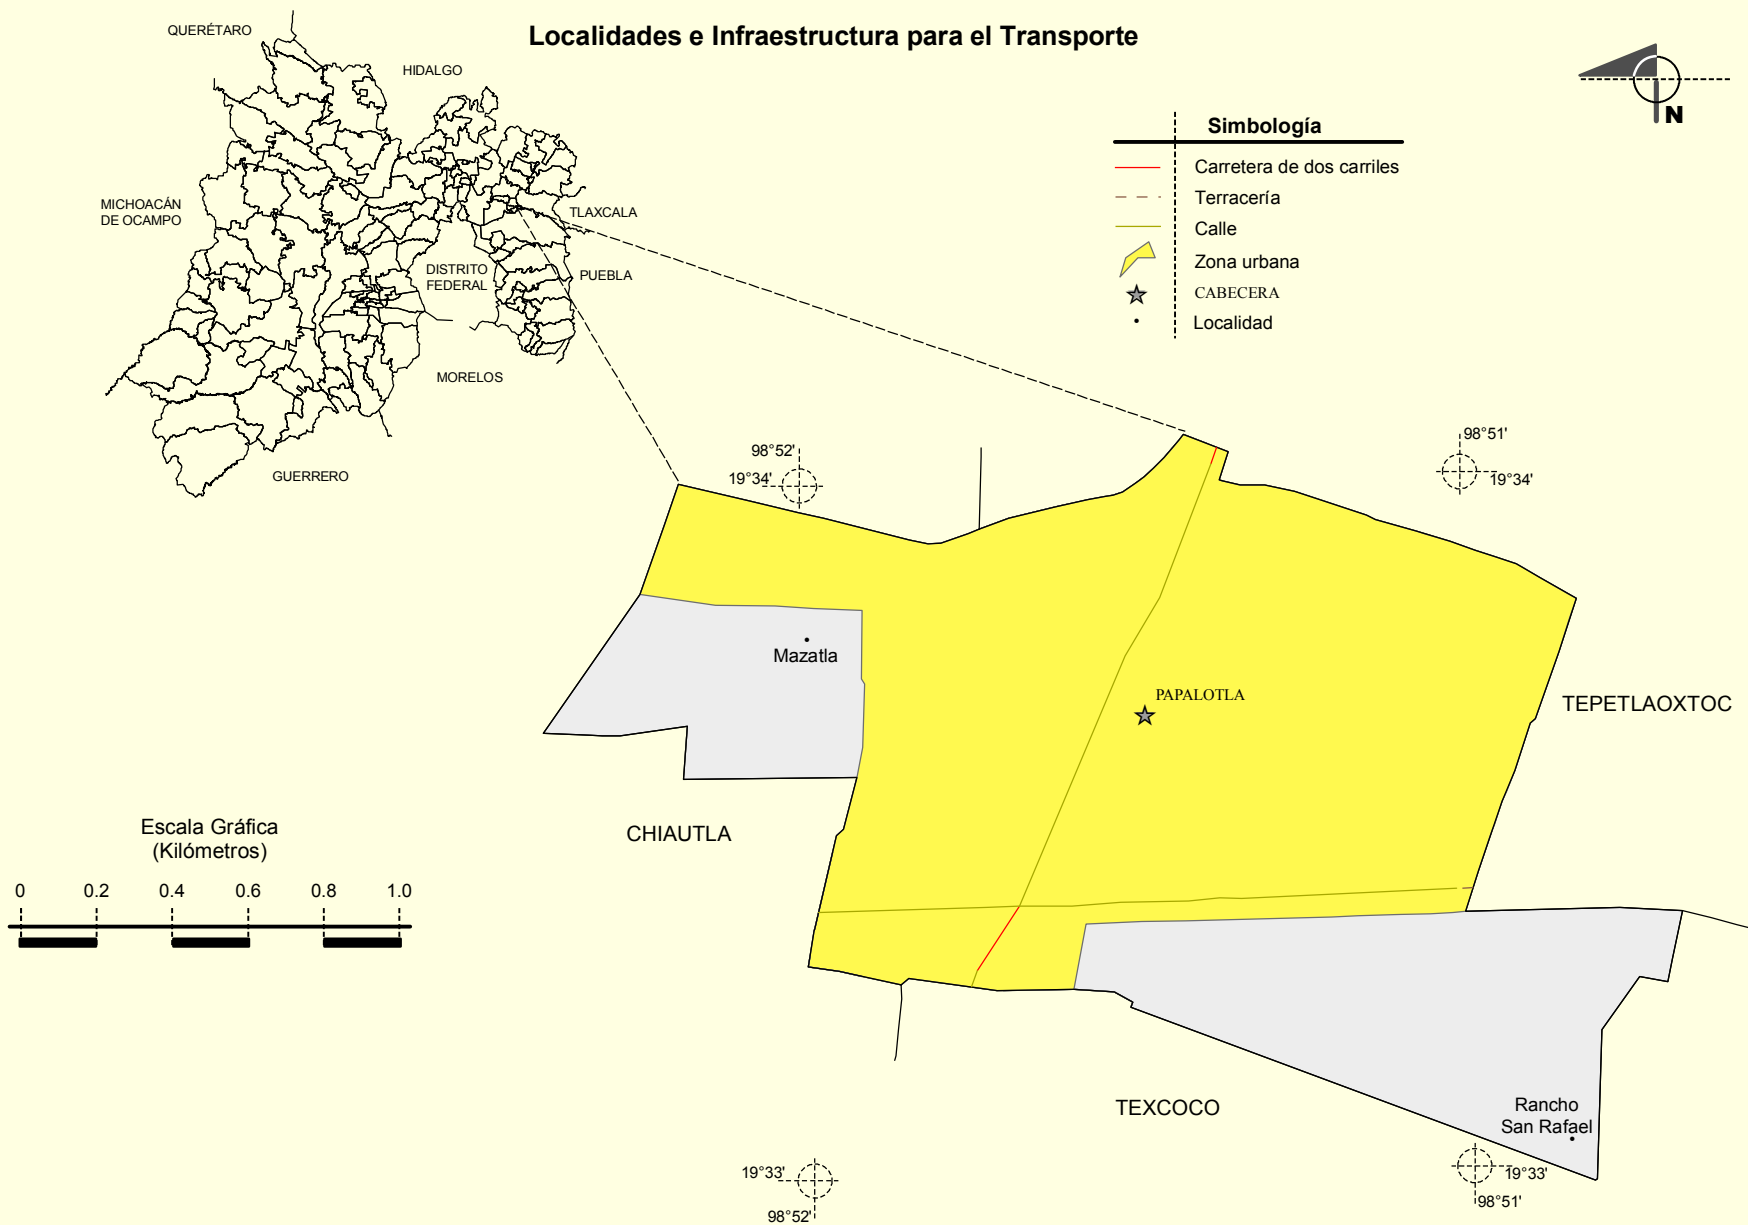 Localidades e Infraestructura para el Transporte
QUERÉTARO
HIDALGO
MICHOACÁN
DE OCAMPO
TLAXCALA
DISTRITO
FEDERAL
PUEBLA
MORELOS
GUERRERO
N
Simbología
Carretera de dos carriles
Terracería
Calle
Zona urbana
CABECERA
Localidad
98°52'
19°34'
98°51'
19°34'
Mazatla
PAPALOTLA
TEPETLAOXTOC
CHIAUTLA
Escala Gráfica
(Kilómetros)
0 0.2 0.4 0.6 0.8 1.0
TEXCOCO
Rancho
San Rafael
19°33'
98°52'
19°33'
98°51'